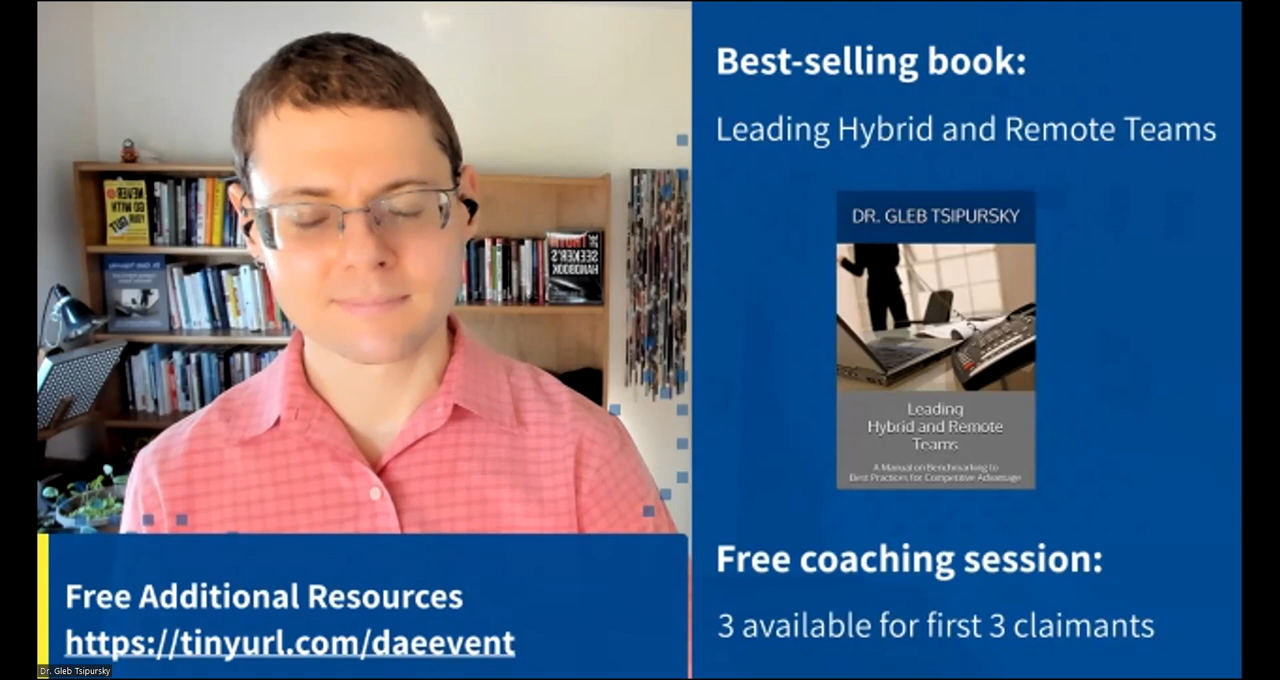 Best-selling book:
Leading Hybrid and Remote Teams
DR. GLEB TSIPURSKY
Leading
Hybrid and Remote
Teams
A Manual on Benchmarking to
Best Practices for Competitive Advantage
Free coaching session:
3 available for first 3 claimants
NEVER
GO WITH
YOUR
GUT
TRUTH
SEEKER'S
HANDBOOK
Free Additional Resources
https://tinyurl.com/daeevent
Dr. Gleb Tsipursky